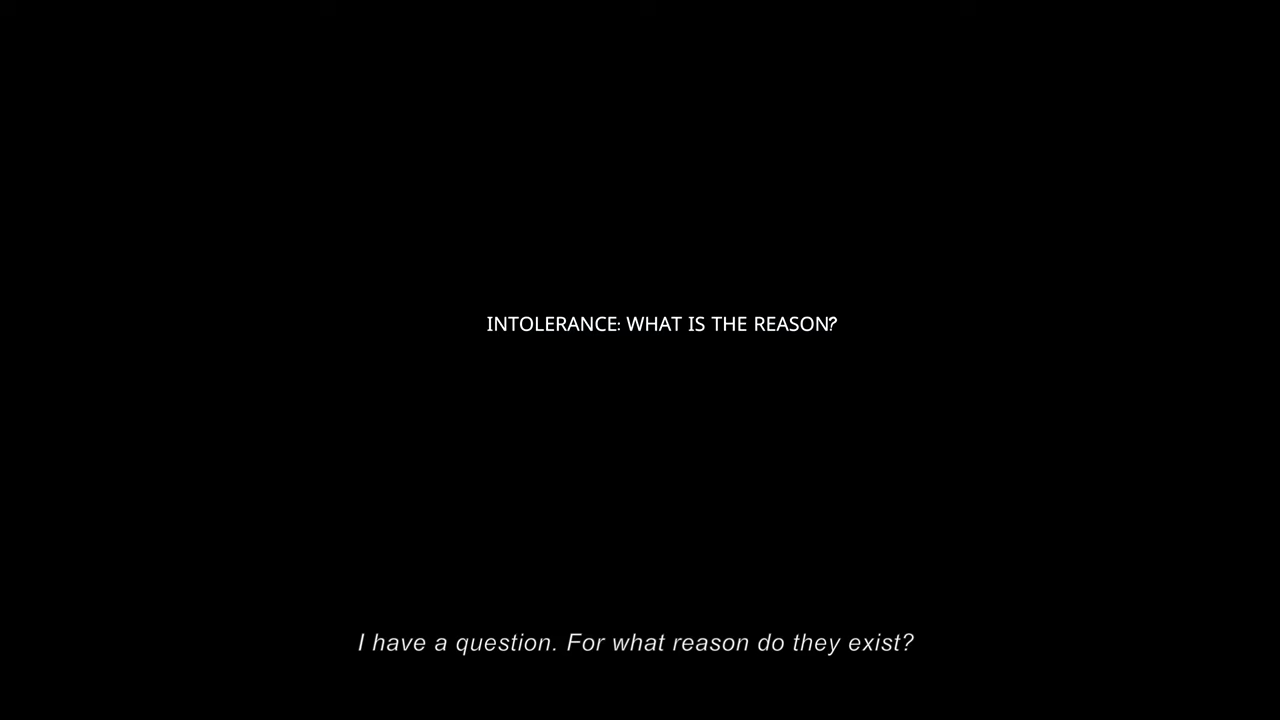 INTOLERANCE: WHAT IS THE REASON?
I have a question. For what reason do they exist?